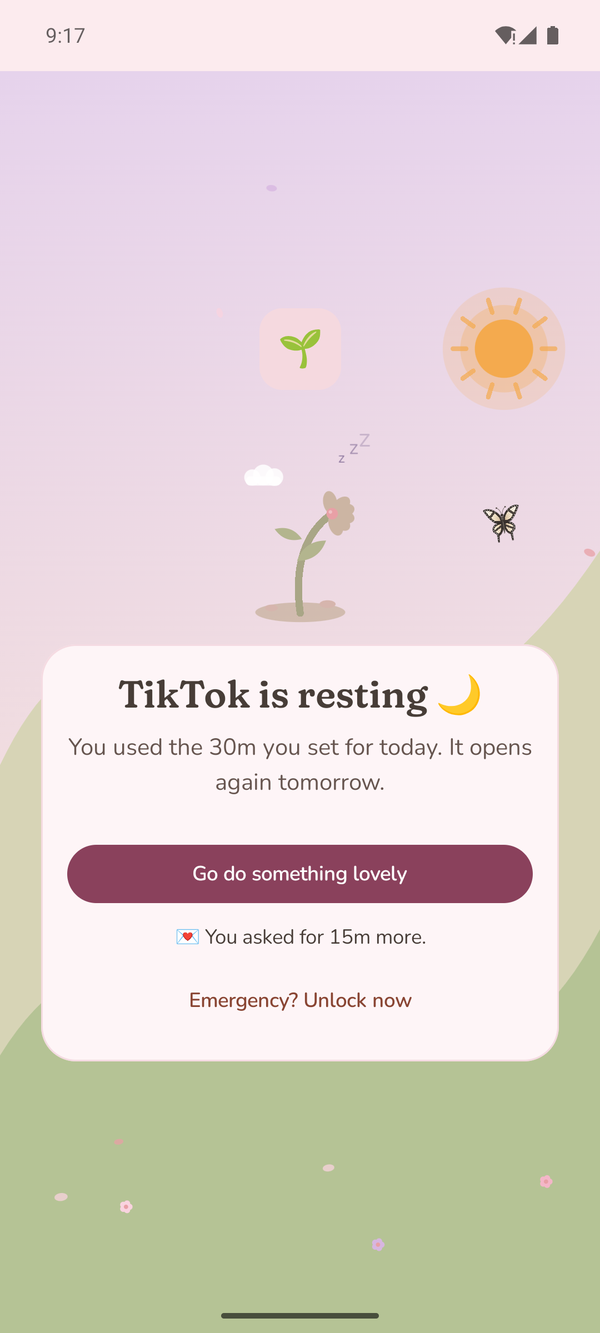 9:17
z z Z
TikTok is resting 🌙
You used the 30m you set for today. It opens
again tomorrow.
Go do something lovely
💌 You asked for 15m more.
Emergency? Unlock now